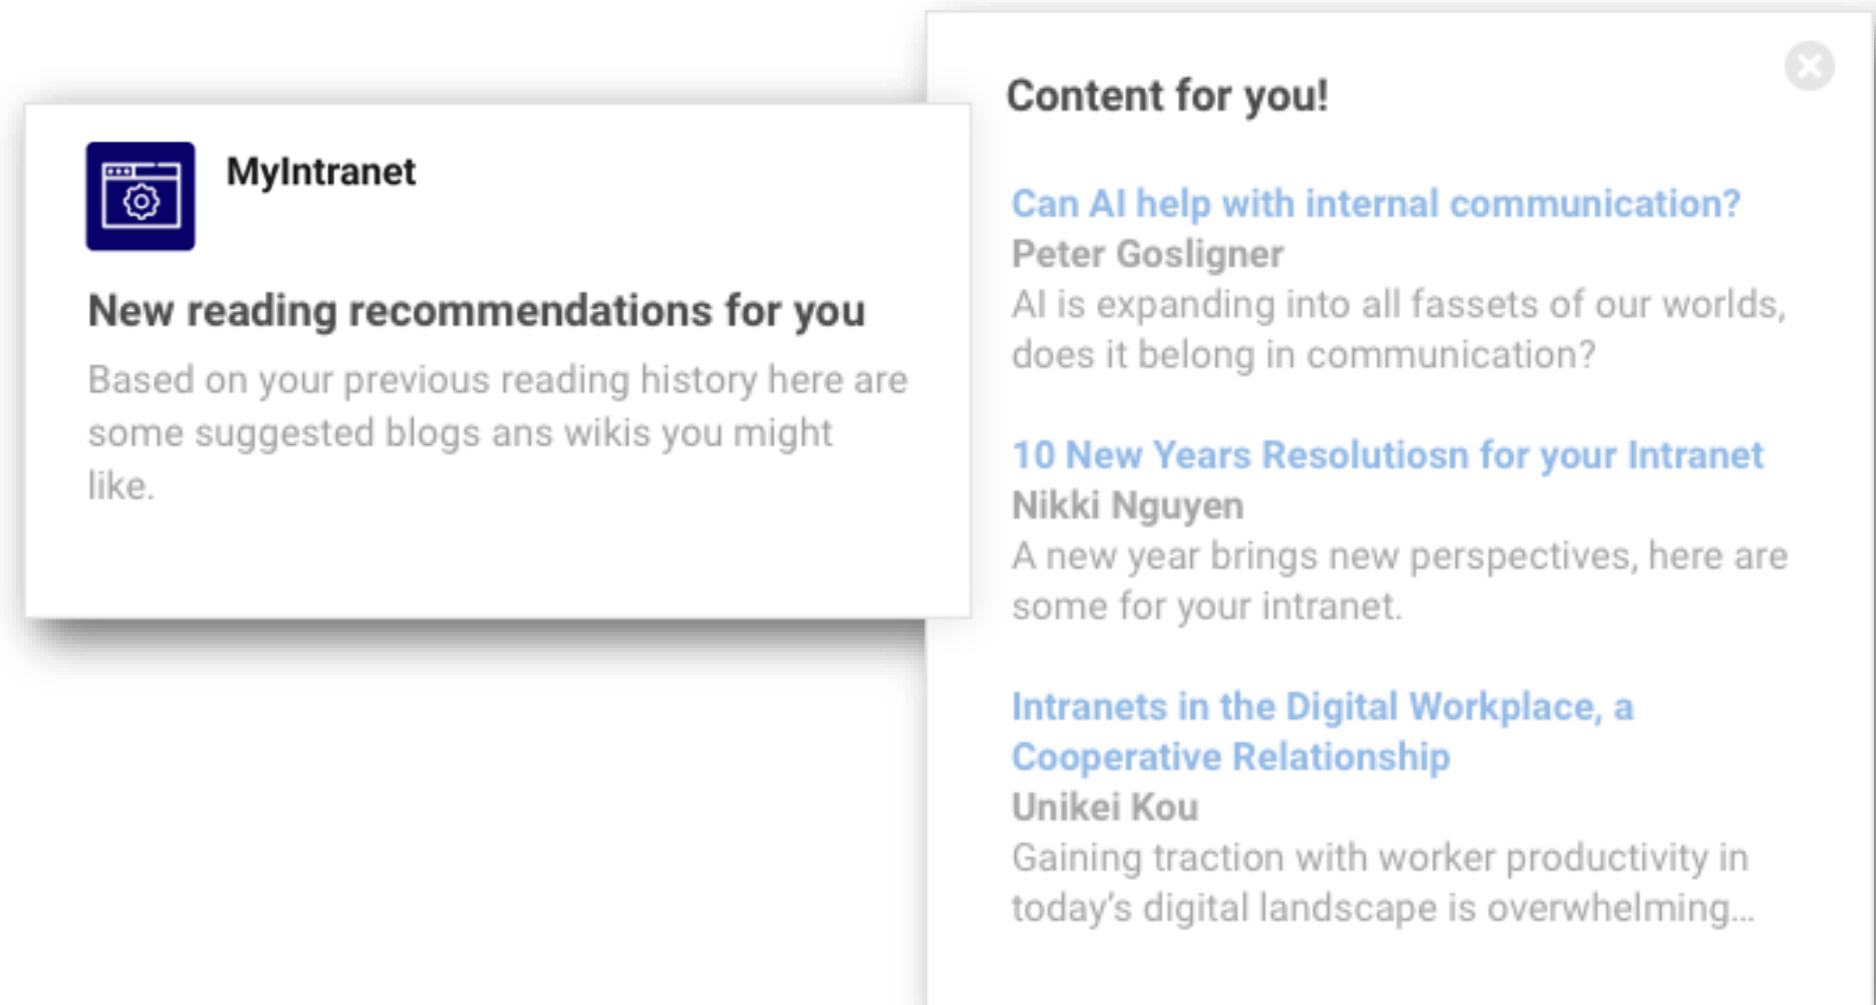 MyIntranet
New reading recommendations for you
Based on your previous reading history here are
some suggested blogs ans wikis you might
like.
Content for you!
Can AI help with internal communication?
Peter Gosligner
AI is expanding into all fassets of our worlds,
does it belong in communication?
10 New Years Resolutiosn for your Intranet
Nikki Nguyen
A new year brings new perspectives, here are
some for your intranet.
Intranets in the Digital Workplace, a
Cooperative Relationship
Unikei Kou
Gaining traction with worker productivity in
today's digital landscape is overwhelming...